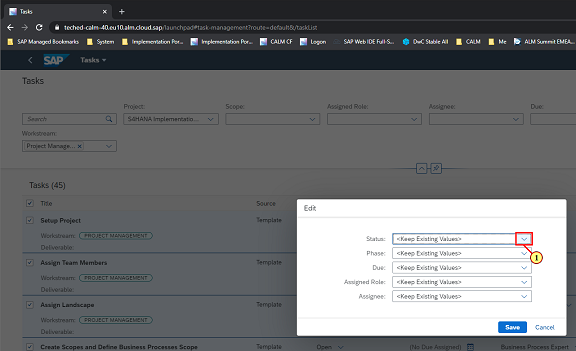 Tasks
teched-calm-40.eu10.alm.cloud.sap/launchpad#task-management?route=default&/taskList
SAP Managed Bookmarks System Implementation Por... Implementation Por... CALM CF Logon SAP Web IDE Full-S... DwC Stable All CALM Me ALM Summit EMEA...
SAP Tasks
Tasks
Project: Scope: Assigned Role: Assignee: Due:
Search S4HANA Implementatio...
Workstream:
Project Manage...
Tasks (45)
Title Source
Setup Project Template
Workstream: PROJECT MANAGEMENT
Deliverable:
Assign Team Members Template
Workstream: PROJECT MANAGEMENT
Deliverable:
Assign Landscape Template
Workstream: PROJECT MANAGEMENT
Deliverable:
Create Scopes and Define Business Processes Scope Template Open (No Due Assigned) Business Process Expert
Edit
Status: <Keep Existing Values>
1
Phase: <Keep Existing Values>
Due: <Keep Existing Values>
Assigned Role: <Keep Existing Values>
Assignee: <Keep Existing Values>
Save Cancel